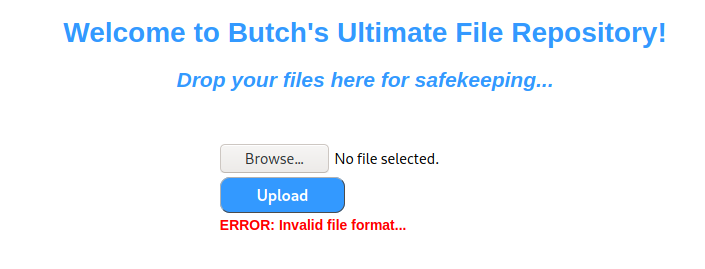 Welcome to Butch's Ultimate File Repository!
Drop your files here for safekeeping...
Browse... No file selected.
Upload
ERROR: Invalid file format...